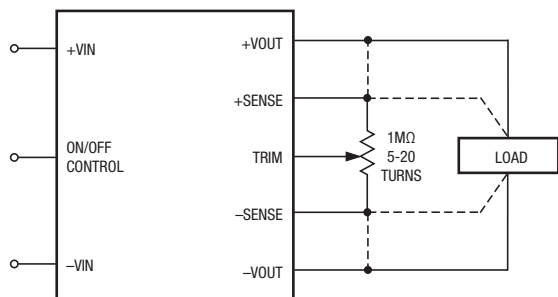 +VIN
ON/OFF
CONTROL
–VIN
+VOUT
+SENSE
TRIM
–SENSE
–VOUT
1MΩ
5-20
TURNS
LOAD